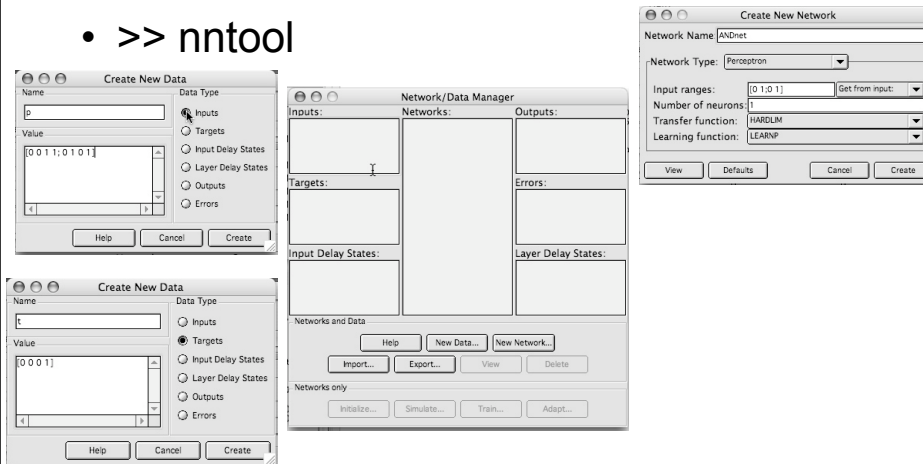 • >> nntool
Create New Data
Name
Data Type
p
Inputs
Targets
Value
Input Delay States
[0 0 1 1; 0 1 0 1]
Layer Delay States
Outputs
Errors
Help Cancel Create
Create New Data
Name
Data Type
t
Inputs
Targets
Value
Input Delay States
[0 0 0 1]
Layer Delay States
Outputs
Errors
Help Cancel Create
Network/Data Manager
Inputs: Networks: Outputs:
Targets: Errors:
Input Delay States: Layer Delay States:
Networks and Data
Help New Data... New Network...
Import... Export... View Delete
Networks only
Initialize... Simulate... Train... Adapt...
Create New Network
Network Name: ANDnet
Network Type: Perceptron
Input ranges: [0 1;0 1] Get from input:
Number of neurons: 1
Transfer function: HARDLIM
Learning function: LEARNP
View Defaults Cancel Create